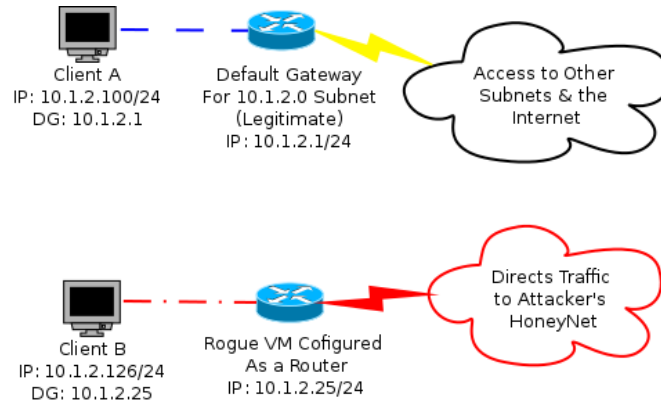 Client A
IP: 10.1.2.100/24
DG: 10.1.2.1
Default Gateway
For 10.1.2.0 Subnet
(Legitimate)
IP: 10.1.2.1/24
Access to Other
Subnets & the
Internet
Client B
IP: 10.1.2.126/24
DG: 10.1.2.25
Rogue VM Cofigured
As a Router
IP: 10.1.2.25/24
Directs Traffic
to Attacker's
HoneyNet